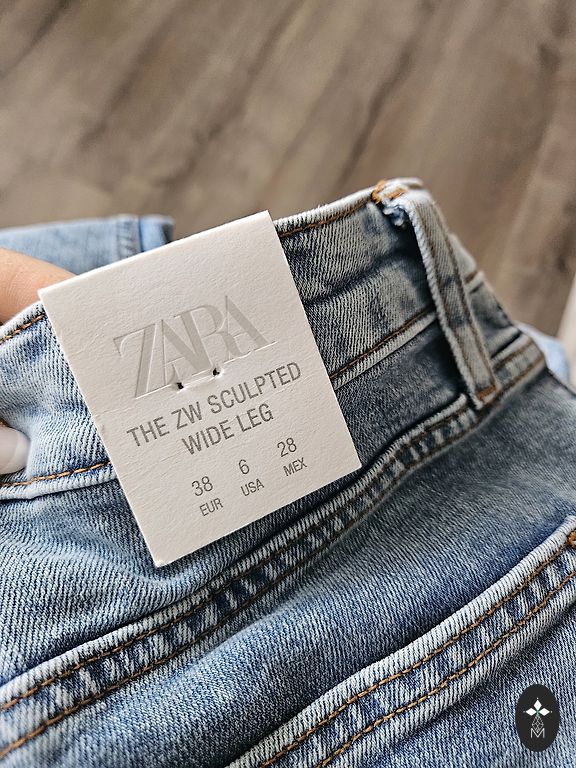 ZARA
THE ZW SCULPTED
WIDE LEG
38 6 28
EUR USA MEX
M